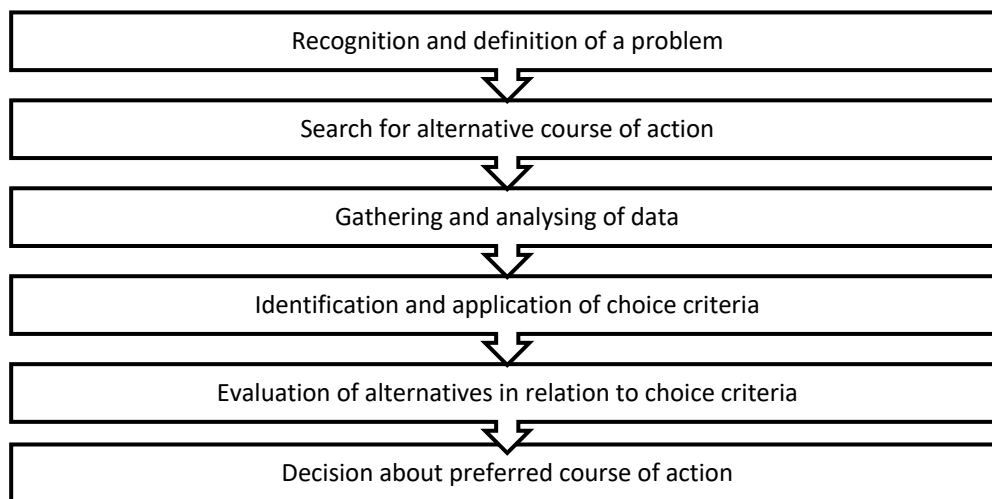 Recognition and definition of a problem
Search for alternative course of action
Gathering and analysing of data
Identification and application of choice criteria
Evaluation of alternatives in relation to choice criteria
Decision about preferred course of action